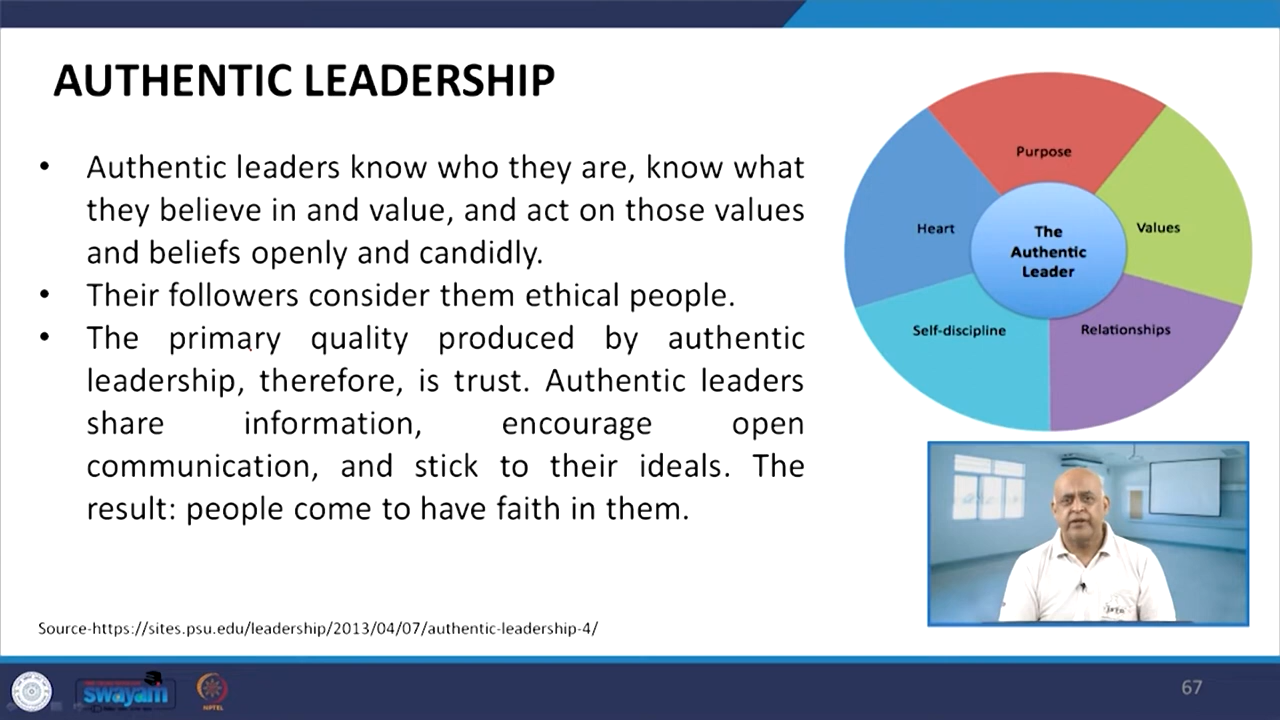 AUTHENTIC LEADERSHIP
• Authentic leaders know who they are, know what
they believe in and value, and act on those values
and beliefs openly and candidly.
• Their followers consider them ethical people.
• The primary quality produced by authentic
leadership, therefore, is trust. Authentic leaders
share information, encourage open
communication, and stick to their ideals. The
result: people come to have faith in them.
Purpose
Heart
The
Authentic
Leader
Values
Self-discipline
Relationships
Source-https://sites.psu.edu/leadership/2013/04/07/authentic-leadership-4/
swayam
NPTEL
67